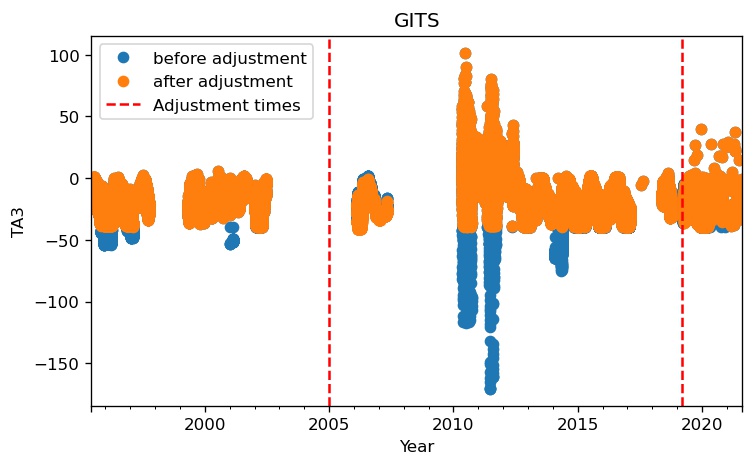 GITS
before adjustment
after adjustment
Adjustment times
TA3
100
50
0
−50
−100
−150
2000
2005
2010
2015
2020
Year